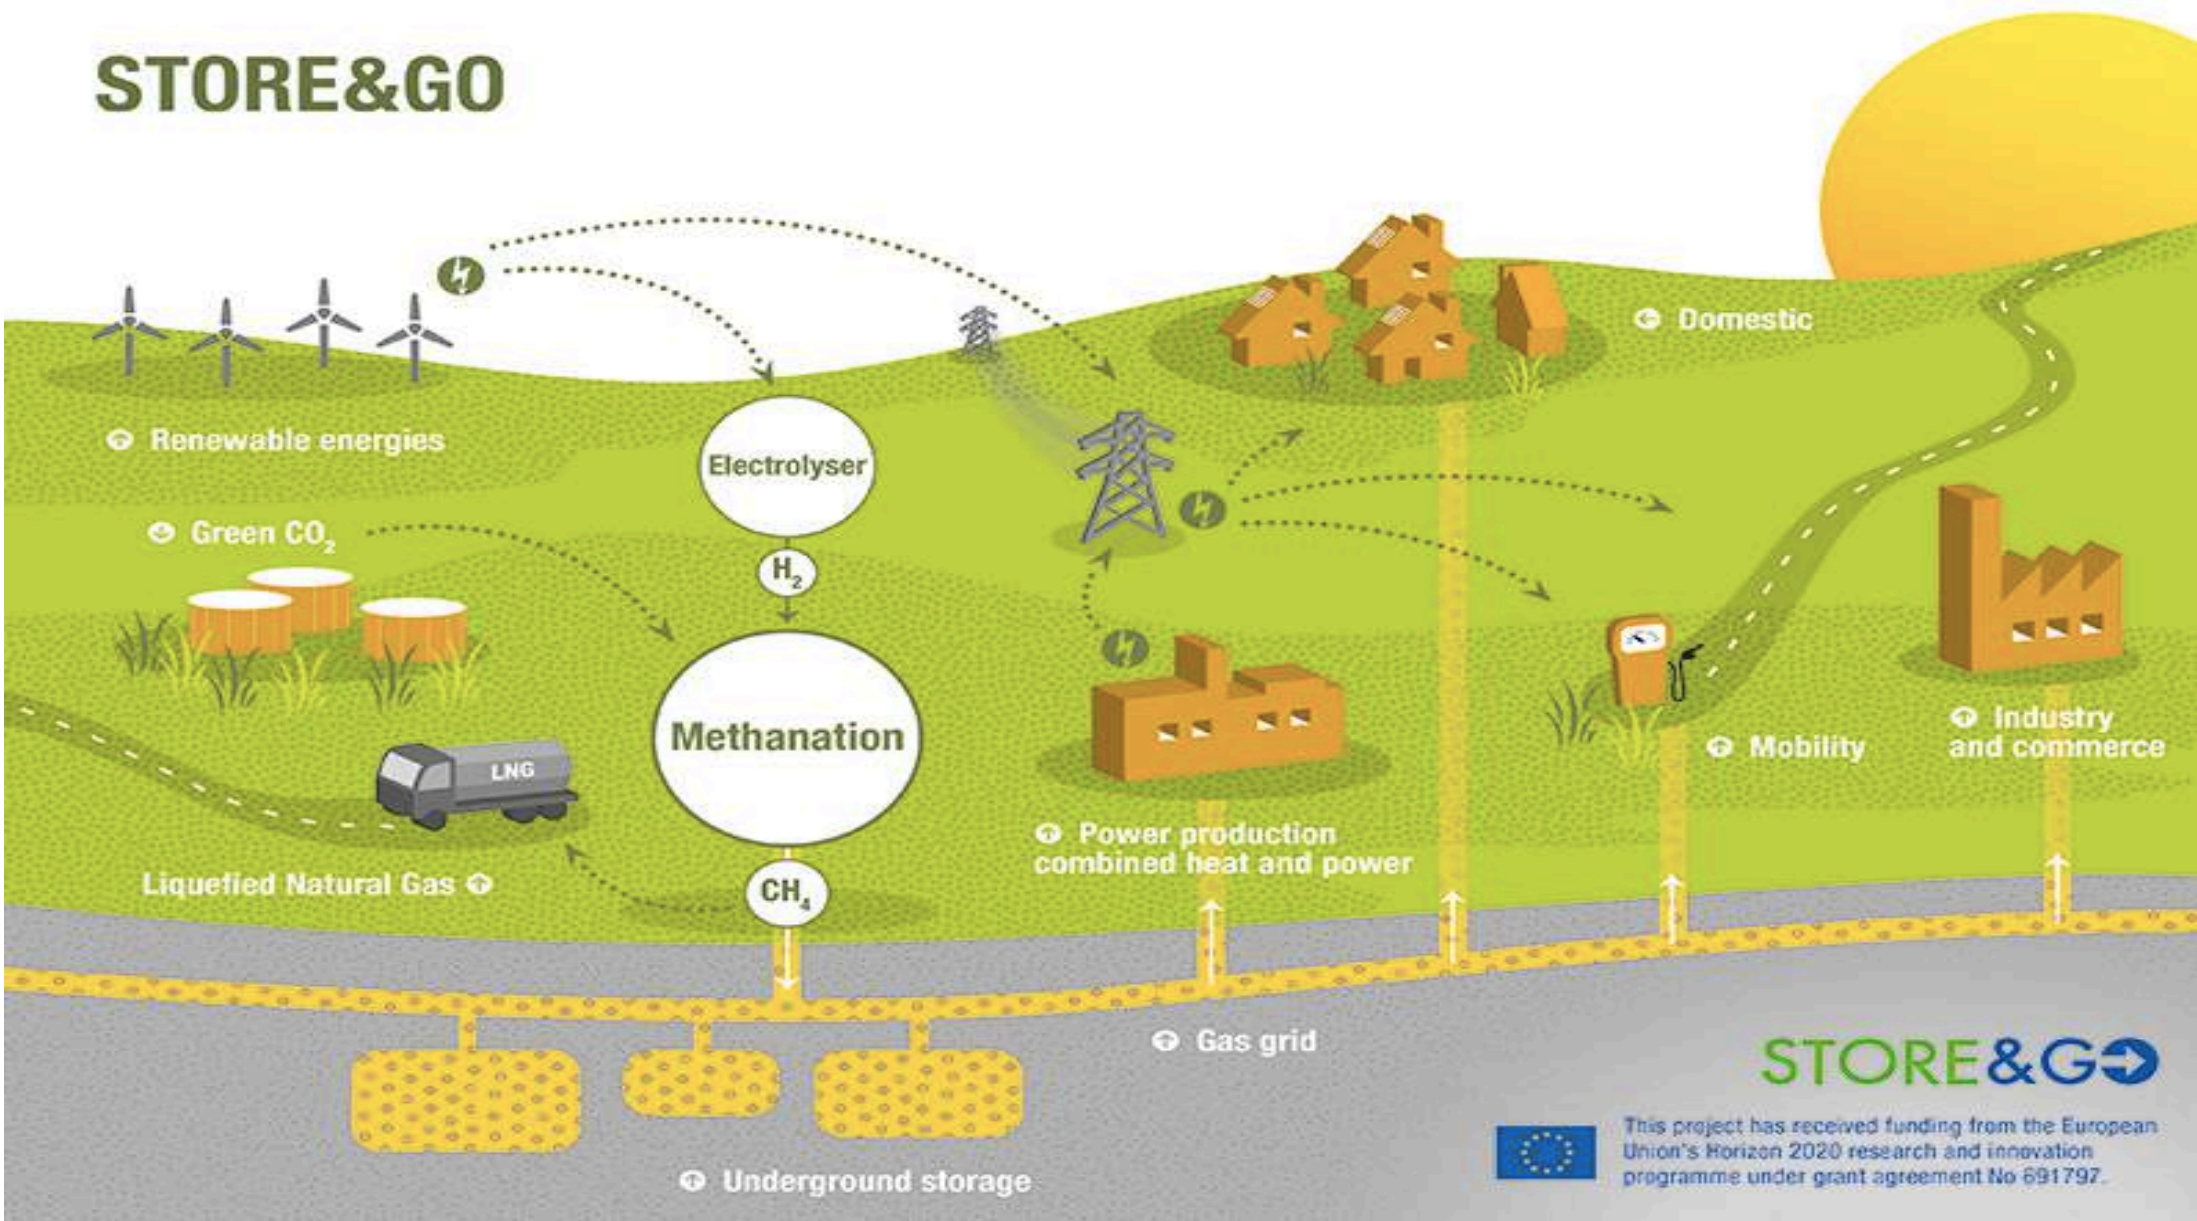 STORE&GO
Domestic
Renewable energies
Electrolyser
Green CO₂
H₂
Methanation
Industry
and commerce
Mobility
LNG
Power production
combined heat and power
Liquefied Natural Gas
CH₄
Gas grid
STORE&GO
This project has received funding from the European
Union's Horizon 2020 research and innovation
programme under grant agreement No 691797.
Underground storage